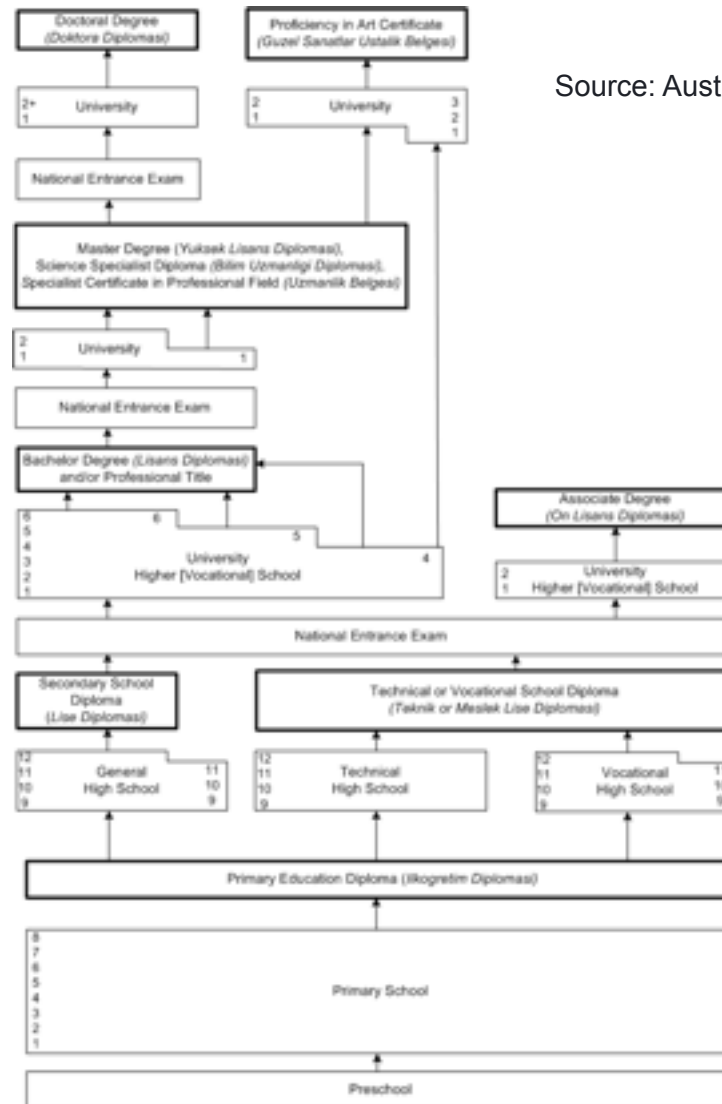 Doctoral Degree
(Doktora Diplomasi)
Proficiency in Art Certificate
(Guzel Sanatlar Ustalik Belgesi)
Source: Aust
2+
1
University
2
1
University
3
2
1
National Entrance Exam
Master Degree (Yuksek Lisans Diplomasi),
Science Specialist Diploma (Bilim Uzmanligi Diplomasi),
Specialist Certificate in Professional Field (Uzmanlik Belgesi)
2
1
University
1
National Entrance Exam
Bachelor Degree (Lisans Diplomasi)
and/or Professional Title
Associate Degree
(On Lisans Diplomasi)
6
5
4
3
2
1
6
5
4
University
Higher [Vocational] School
2
1
University
Higher [Vocational] School
National Entrance Exam
Secondary School
Diploma
(Lise Diplomasi)
Technical or Vocational School Diploma
(Teknik or Meslek Lise Diplomasi)
12
11
10
9
General
High School
11
10
9
12
11
10
9
Technical
High School
12
11
10
9
Vocational
High School
Primary Education Diploma (Ilkogretim Diplomasi)
8
7
6
5
4
3
2
1
Primary School
Preschool